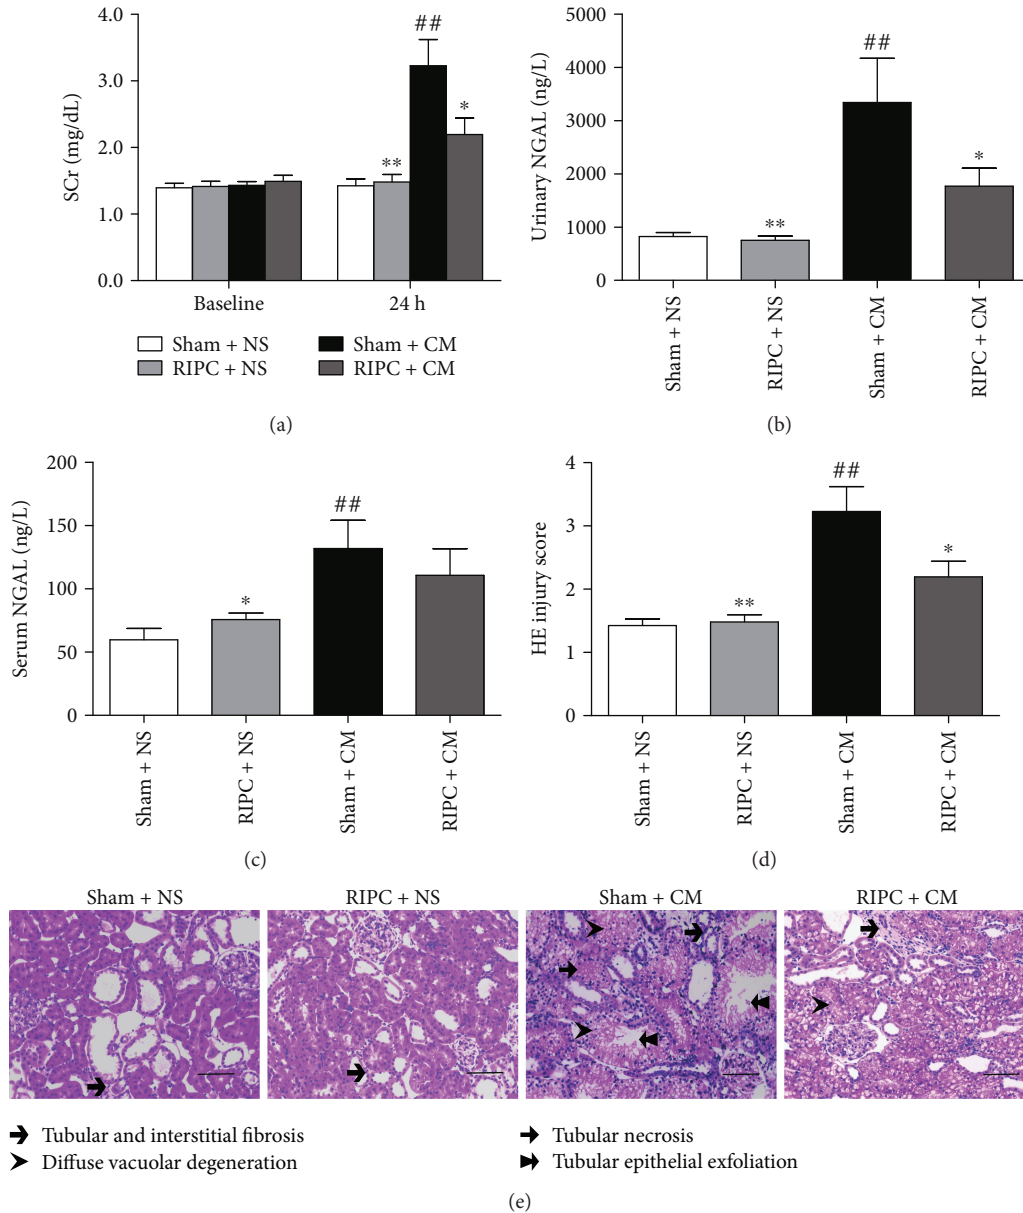 4.0
3.0
2.0
1.0
0.0
SCr (mg/dL)
**
##
*
Baseline
24 h
Sham + NS
Sham + CM
RIPC + NS
RIPC + CM
(a)
5000
4000
3000
2000
1000
0
Urinary NGAL (ng/L)
**
##
*
Sham + NS
RIPC + NS
Sham + CM
RIPC + CM
(b)
200
150
100
50
0
Serum NGAL (ng/L)
*
##
Sham + NS
RIPC + NS
Sham + CM
RIPC + CM
(c)
4
3
2
1
0
HE injury score
**
##
*
Sham + NS
RIPC + NS
Sham + CM
RIPC + CM
(d)
Sham + NS
RIPC + NS
Sham + CM
RIPC + CM
Tubular and interstitial fibrosis
Tubular necrosis
Diffuse vacuolar degeneration
Tubular epithelial exfoliation
(e)